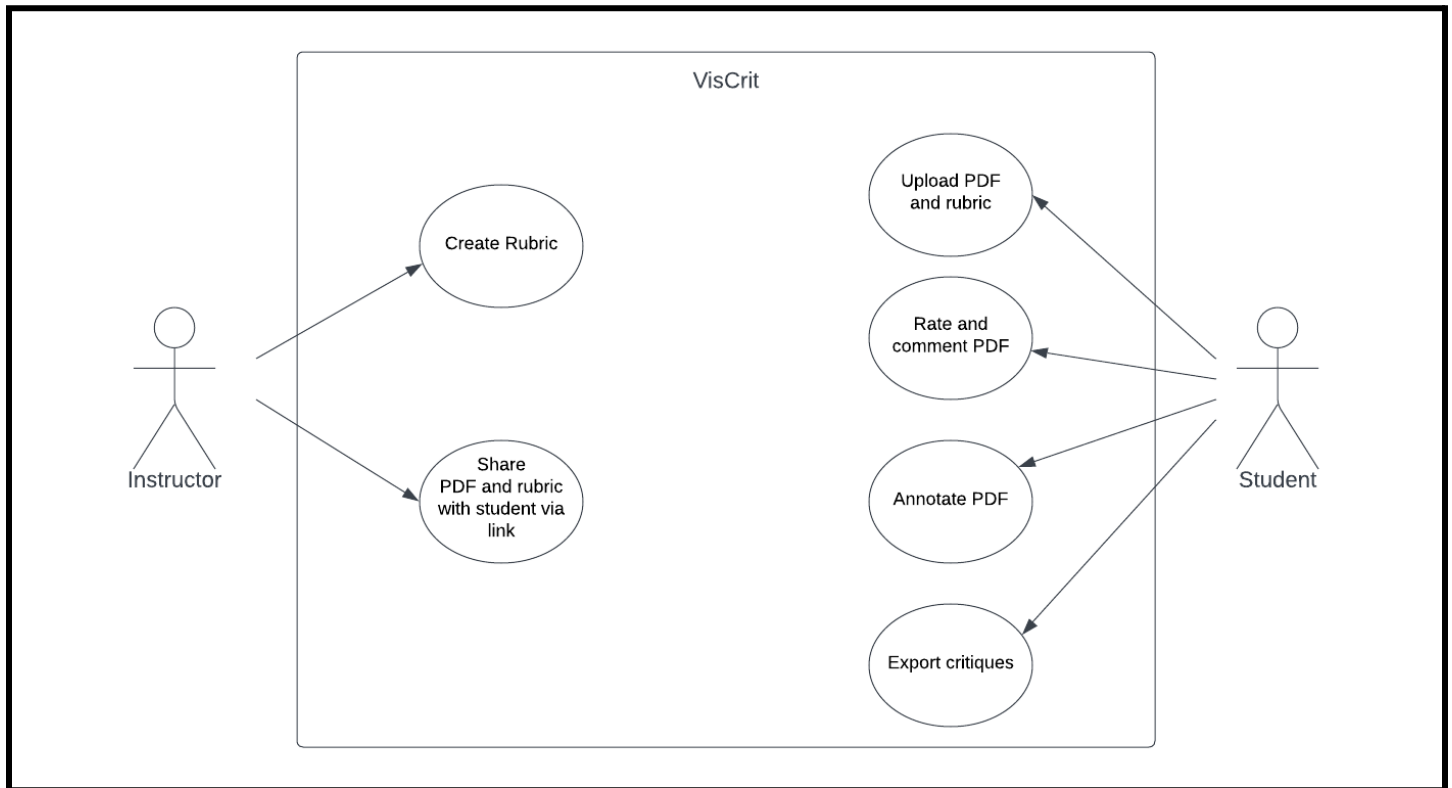 VisCrit
Create Rubric
Share
PDF and rubric
with student via
link
Instructor
Upload PDF
and rubric
Rate and
comment PDF
Annotate PDF
Export critiques
Student